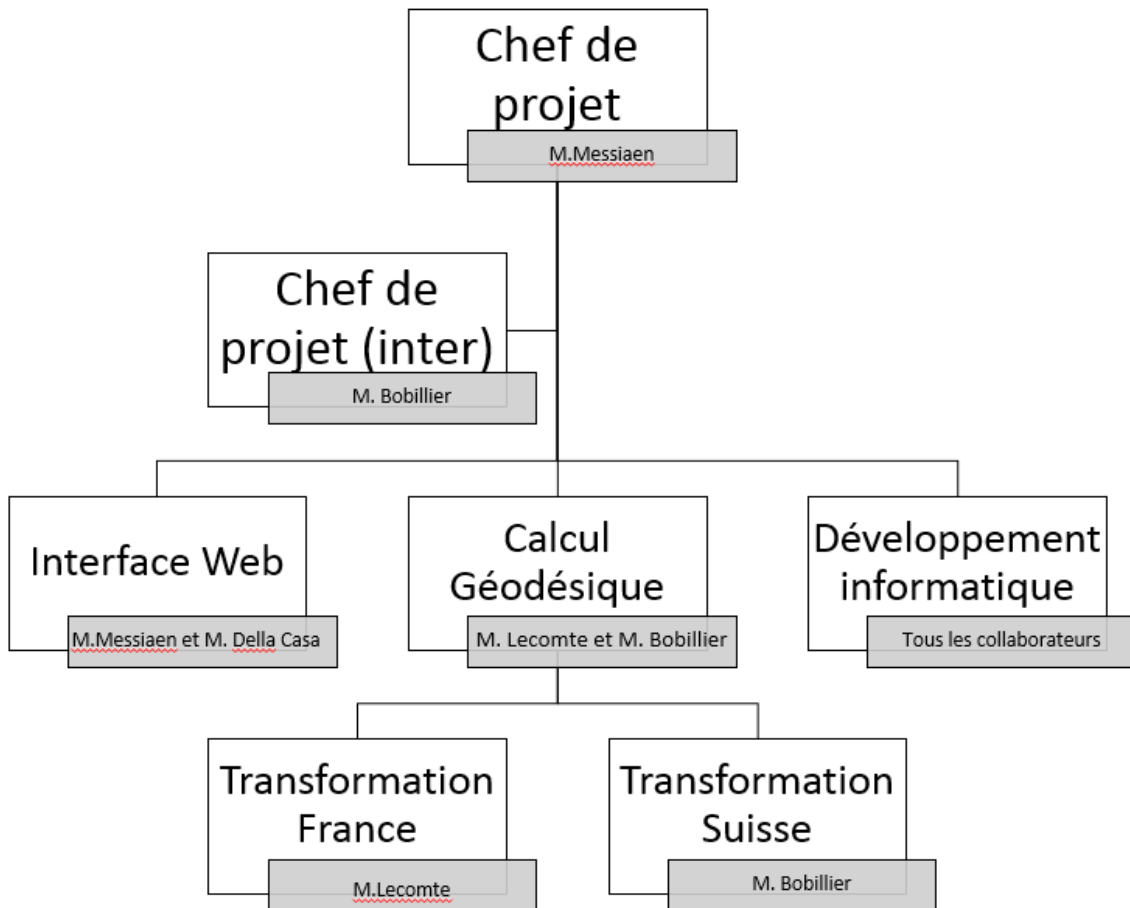 Chef de
projet
M.Messiaen
Chef de
projet (inter)
M. Bobillier
Interface Web
M.Messiaen et M. Della Casa
Calcul
Géodésique
M. Lecomte et M. Bobillier
Développement
informatique
Tous les collaborateurs
Transformation
France
M.Lecomte
Transformation
Suisse
M. Bobillier